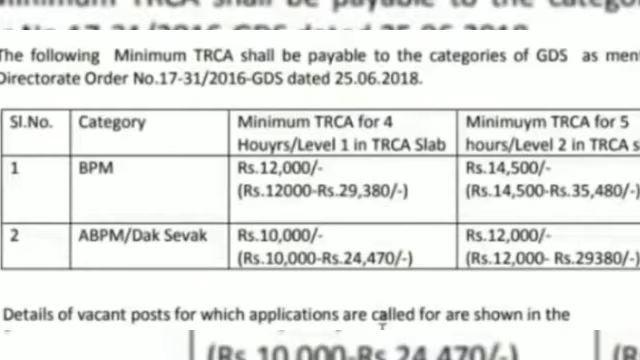 The following Minimum TRCA shall be payable to the categories of GDS as men
Directorate Order No.17-31/2016-GDS dated 25.06.2018.
Sl.No. Category Minimum TRCA for 4 Houyrs/Level 1 in TRCA Slab Minimuym TRCA for 5 hours/Level 2 in TRCA s
1 BPM Rs.12,000/- (Rs.12000-Rs.29,380/-) Rs.14,500/- (Rs.14,500-Rs.35,480/-)
2 ABPM/Dak Sevak Rs.10,000/- (Rs.10,000-Rs.24,470/-) Rs.12,000/- (Rs.12,000- Rs.29380/-)
Details of vacant posts for which applications are called for are shown in the
(Rs.10,000-Rs.24,470/-)